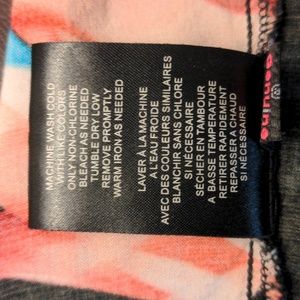 MACHINE WASH COLD
WITH LIKE COLORS
ONLY NON-CHLORINE
BLEACH AS NEEDED
TUMBLE DRY LOW
REMOVE PROMPTLY
WARM IRON AS NEEDED
LAVER À LA MACHINE
A L'EAU FROIDE
AVEC DES COULEURS SIMILAIRES
BLANCHIR SANS CHLORE
SI NÉCESSAIRE
SÉCHER EN TAMBOUR
A BASSE TEMPÉRATURE
RETIRER RAPIDEMENT
REPASSER A CHAUD
SI NÉCESSAIRE